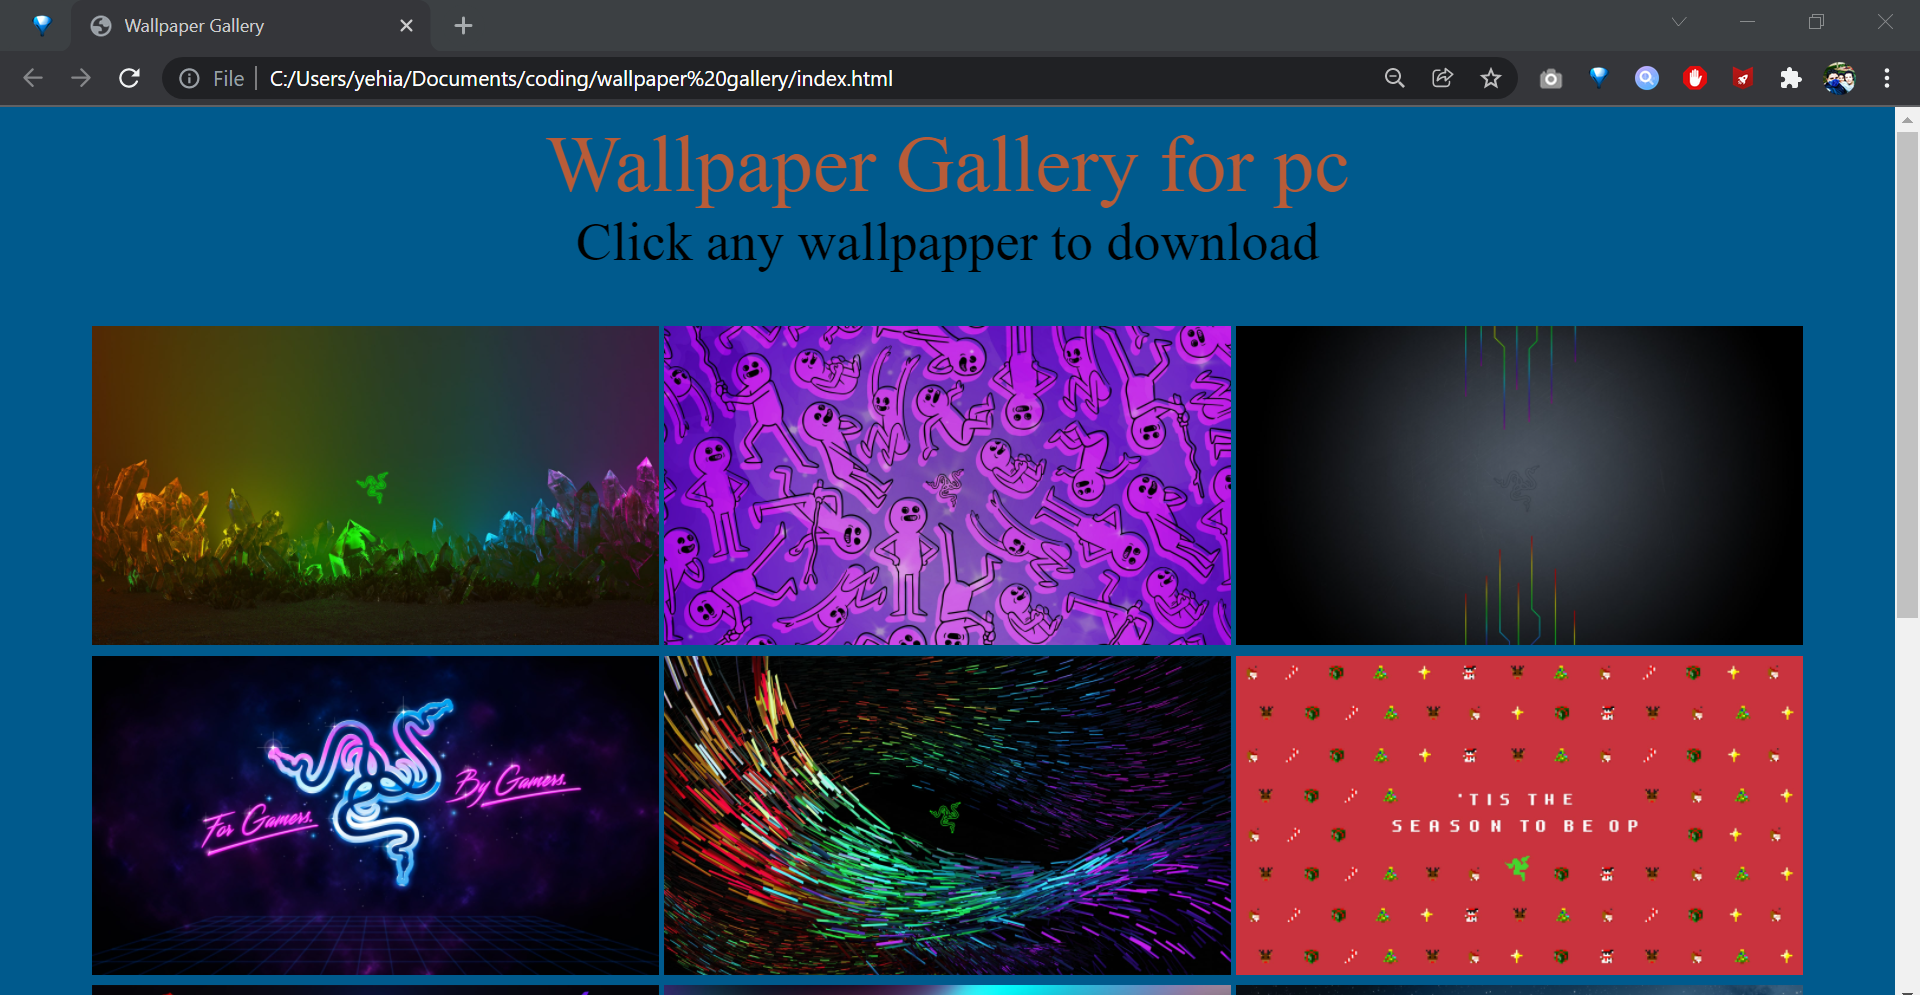 Wallpaper Gallery
File
C:/Users/yehia/Documents/coding/wallpaper%20gallery/index.html
Wallpaper Gallery for pc
Click any wallpapper to download
For Gamers.
By Gamers.
'TIS THE
SEASON TO BE OP